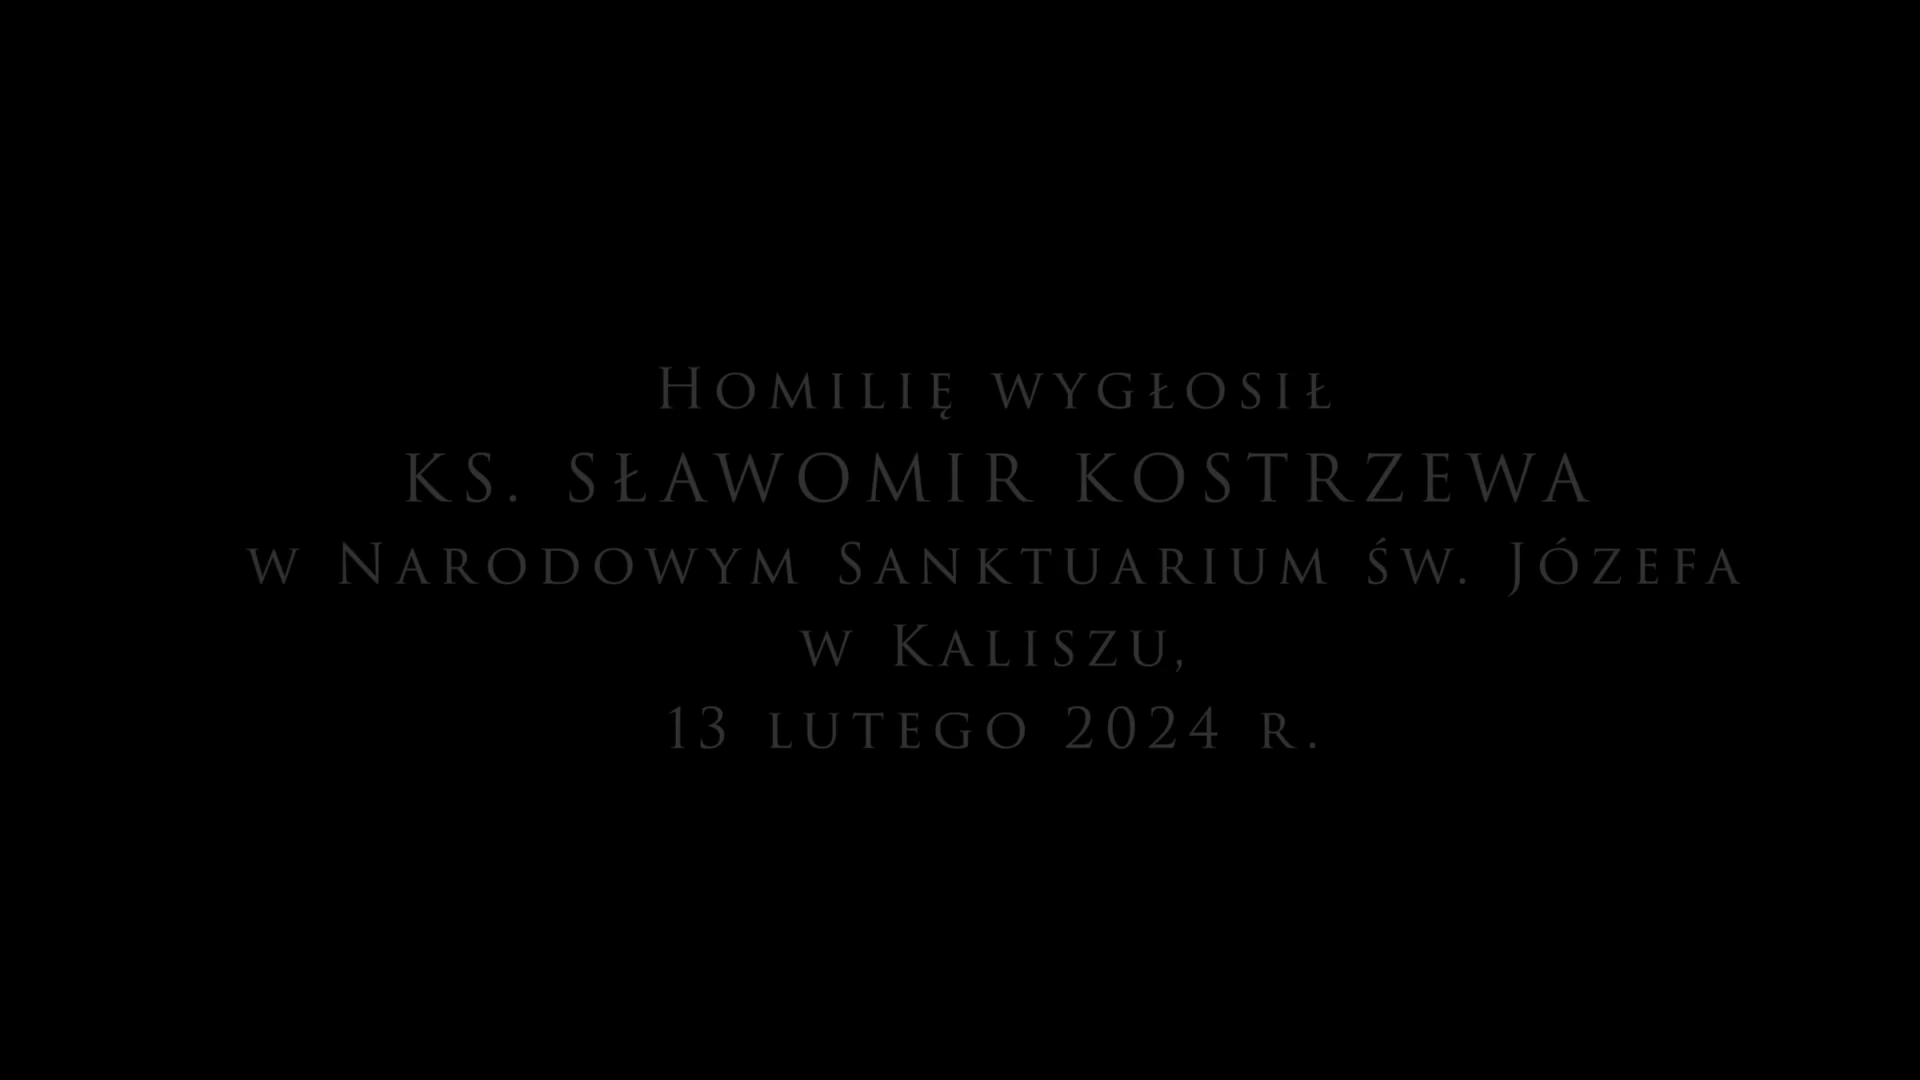 Homilię wygłosił
KS. SŁAWOMIR KOSTRZEWA
w Narodowym Sanktuarium św. Józefa
w Kaliszu,
13 lutego 2024 r.